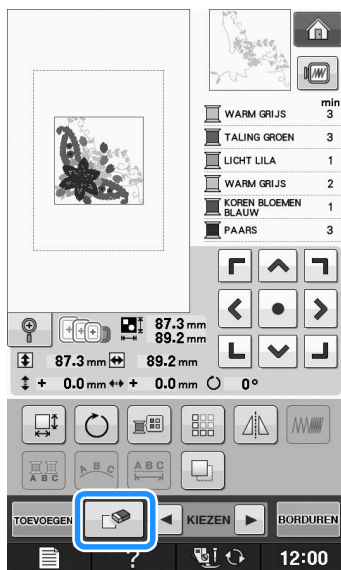 min
WARM GRIJS 3
TALING GROEN 3
LICHT LILA 1
WARM GRIJS 2
KOREN BLOEMEN
BLAUW 1
PAARS 3
87.3 mm
89.2 mm
87.3 mm 89.2 mm
+ 0.0 mm + 0.0 mm 0°
A B C A B C A B C
TOEVOEGEN KIEZEN BORDUREN
? 12:00